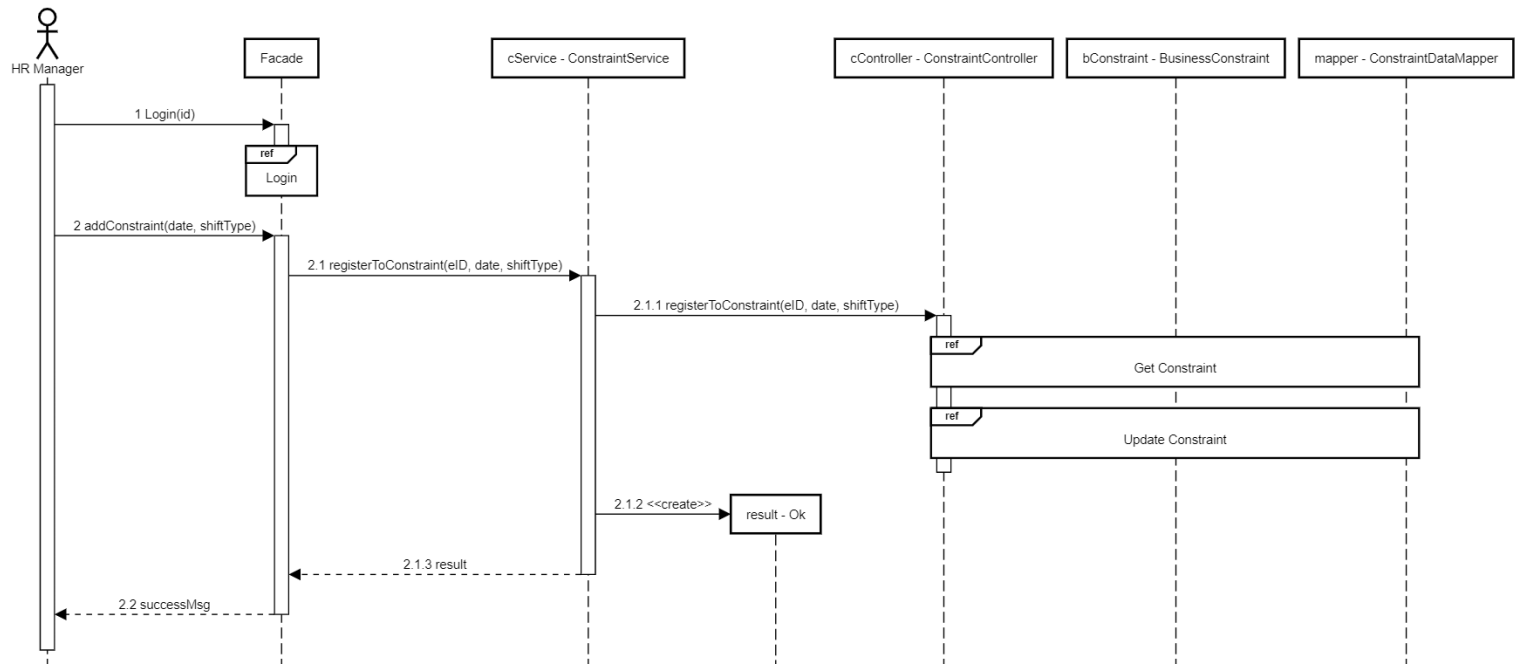 HR Manager
Facade
cService - ConstraintService
cController - ConstraintController
bConstraint - BusinessConstraint
mapper - ConstraintDataMapper
1 Login(id)
ref
Login
2 addConstraint(date, shiftType)
2.1 registerToConstraint(eID, date, shiftType)
2.1.1 registerToConstraint(eID, date, shiftType)
ref
Get Constraint
ref
Update Constraint
2.1.2 <<create>>
result - Ok
2.1.3 result
2.2 successMsg